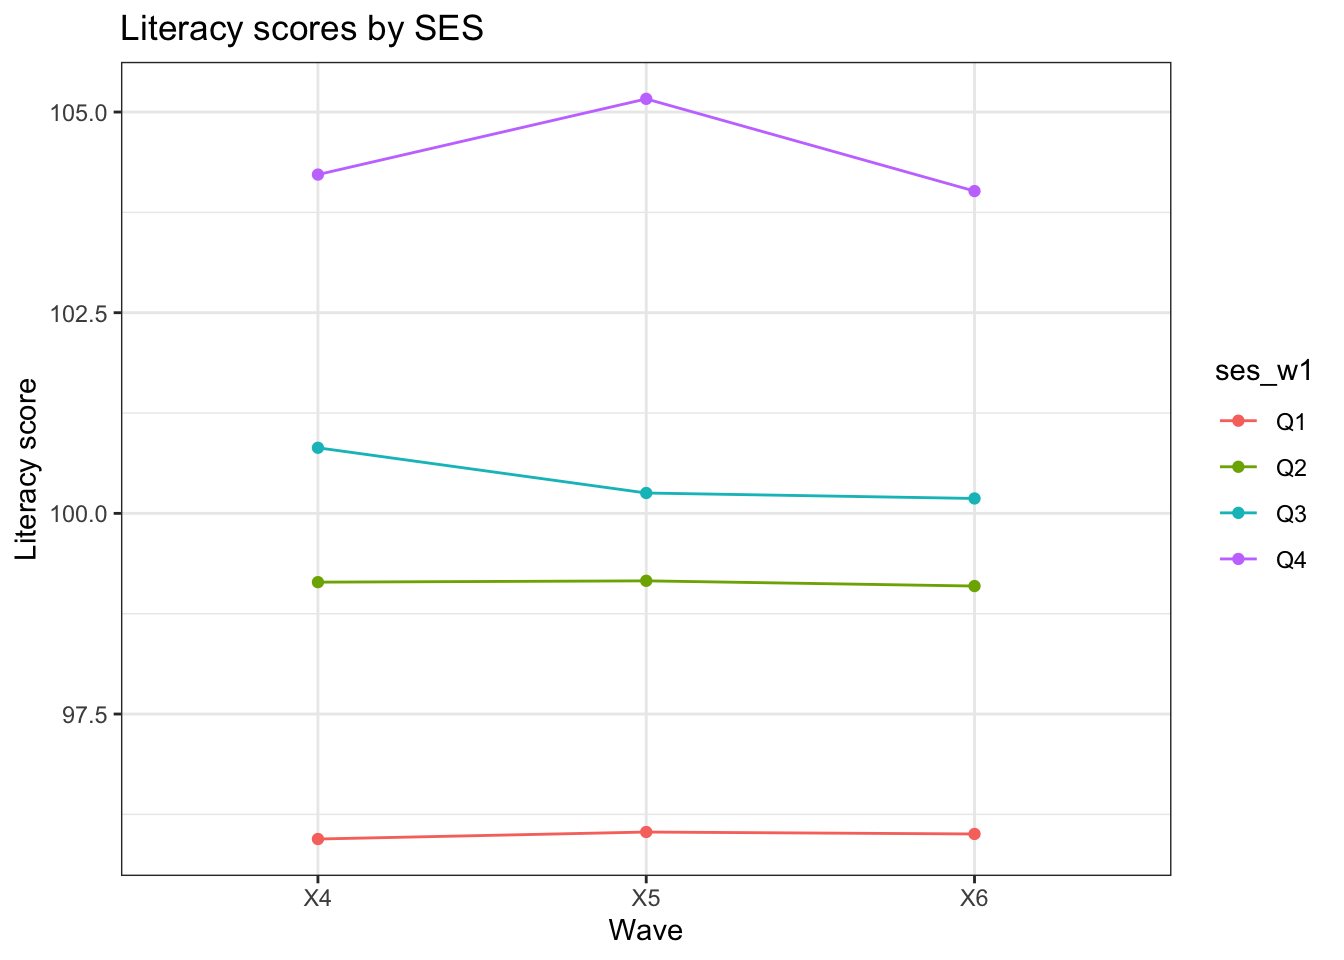 Literacy scores by SES
105.0
102.5
100.0
97.5
Literacy score
X4 X5 X6
Wave
ses_w1
Q1
Q2
Q3
Q4